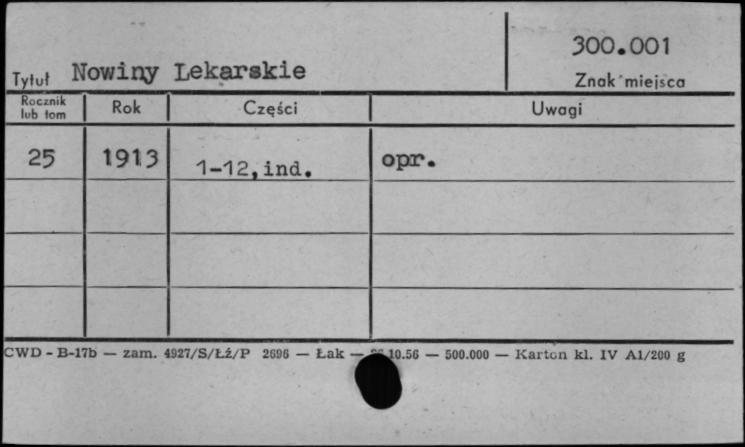 300.001
Tytuł Nowiny Lekarskie
Znak miejsca
Rocznik lub tom Rok Części Uwagi
25 1913 1-12, ind. opr.
CWD - B-17b — zam. 4927/S/Łź/P 2696 — Łak — 10.56 — 500.000 — Karton kl. IV A1/200 g